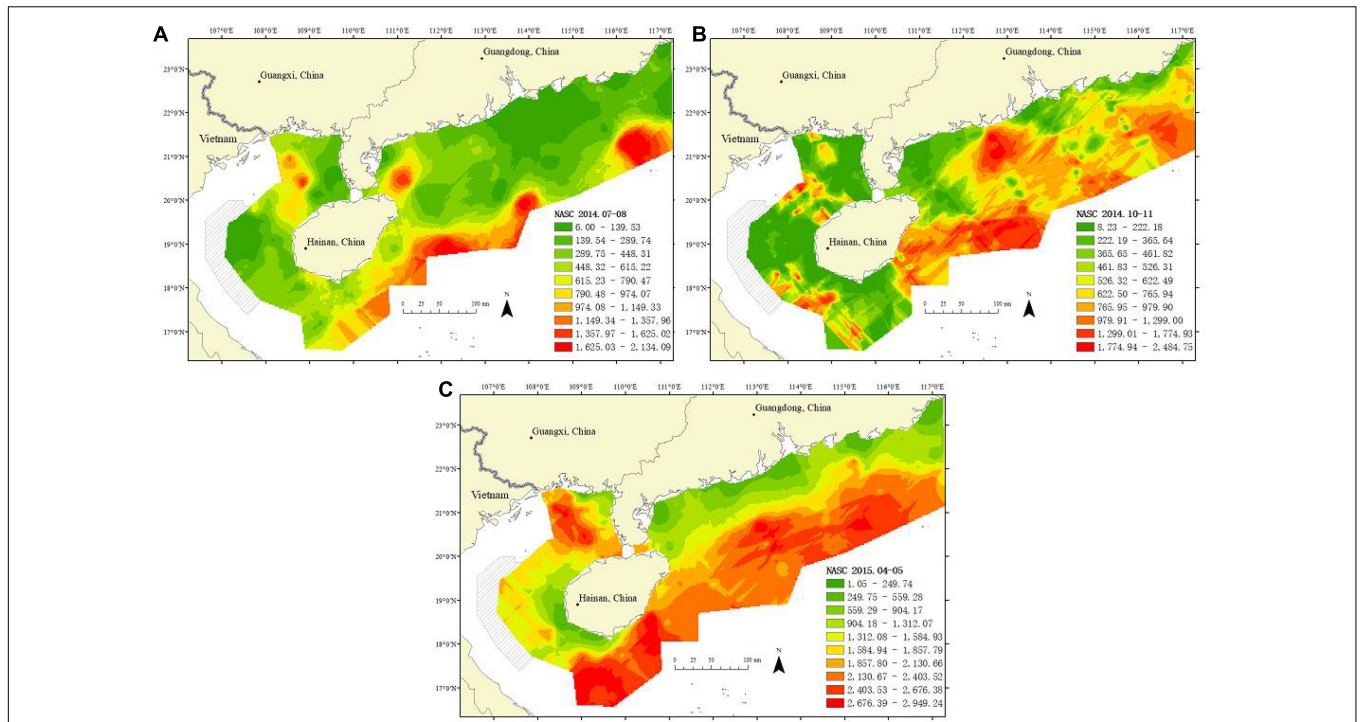 A
107°0'E 108°0'E 109°0'E 110°0'E 111°0'E 112°0'E 113°0'E 114°0'E 115°0'E 116°0'E 117°0'E
Guangdong, China
23°0'N
Guangxi, China
22°0'N
Vietnam
21°0'N
20°0'N
19°0'N
Hainan, China
18°0'N
17°0'N
NASC 2014.07-08
6.00 - 139.53
139.54 - 289.74
289.75 - 448.31
448.32 - 615.22
615.23 - 790.47
790.48 - 974.07
974.08 - 1,149.33
1,149.34 - 1,357.96
1,357.97 - 1,625.02
1,625.03 - 2,134.09
0 25 50 100 nm
N
B
107°0'E 108°0'E 109°0'E 110°0'E 111°0'E 112°0'E 113°0'E 114°0'E 115°0'E 116°0'E 117°0'E
Guangdong, China
23°0'N
Guangxi, China
22°0'N
Vietnam
21°0'N
20°0'N
19°0'N
Hainan, China
18°0'N
17°0'N
NASC 2014.10-11
8.23 - 222.18
222.19 - 365.64
365.65 - 461.82
461.83 - 526.31
526.32 - 622.49
622.50 - 765.94
765.95 - 979.90
979.91 - 1,299.00
1,299.01 - 1,774.93
1,774.94 - 2,484.75
0 25 50 100 nm
N
C
107°0'E 108°0'E 109°0'E 110°0'E 111°0'E 112°0'E 113°0'E 114°0'E 115°0'E 116°0'E 117°0'E
Guangdong, China
23°0'N
Guangxi, China
22°0'N
Vietnam
21°0'N
20°0'N
19°0'N
Hainan, China
18°0'N
17°0'N
NASC 2015.04-05
1.05 - 249.74
249.75 - 559.28
559.29 - 904.17
904.18 - 1,312.07
1,312.08 - 1,584.93
1,584.94 - 1,857.79
1,857.80 - 2,130.66
2,130.67 - 2,403.52
2,403.53 - 2,676.38
2,676.39 - 2,949.24
0 25 50 100 nm
N